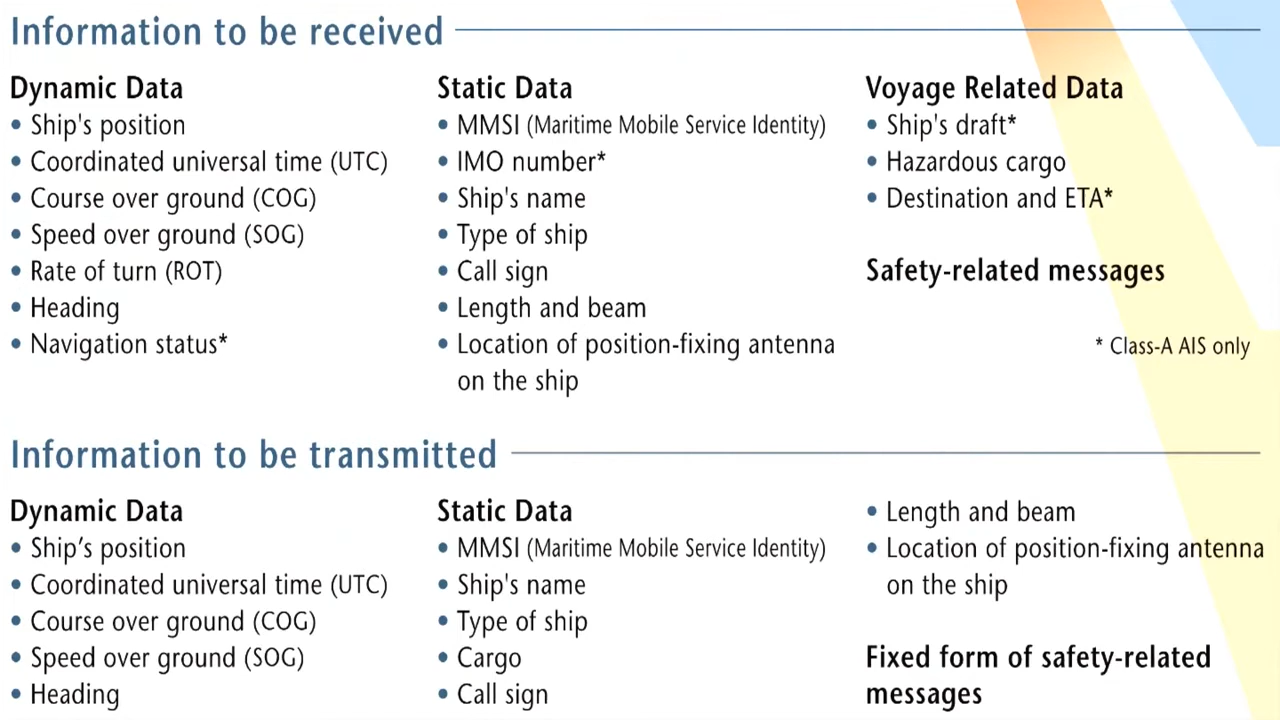 Information to be received
Dynamic Data
• Ship's position
• Coordinated universal time (UTC)
• Course over ground (COG)
• Speed over ground (SOG)
• Rate of turn (ROT)
• Heading
• Navigation status*
Static Data
• MMSI (Maritime Mobile Service Identity)
• IMO number*
• Ship's name
• Type of ship
• Call sign
• Length and beam
• Location of position-fixing antenna
on the ship
Voyage Related Data
• Ship's draft*
• Hazardous cargo
• Destination and ETA*
Safety-related messages
* Class-A AIS only
Information to be transmitted
Dynamic Data
• Ship’s position
• Coordinated universal time (UTC)
• Course over ground (COG)
• Speed over ground (SOG)
• Heading
Static Data
• MMSI (Maritime Mobile Service Identity)
• Ship's name
• Type of ship
• Cargo
• Call sign
• Length and beam
• Location of position-fixing antenna
on the ship
Fixed form of safety-related
messages